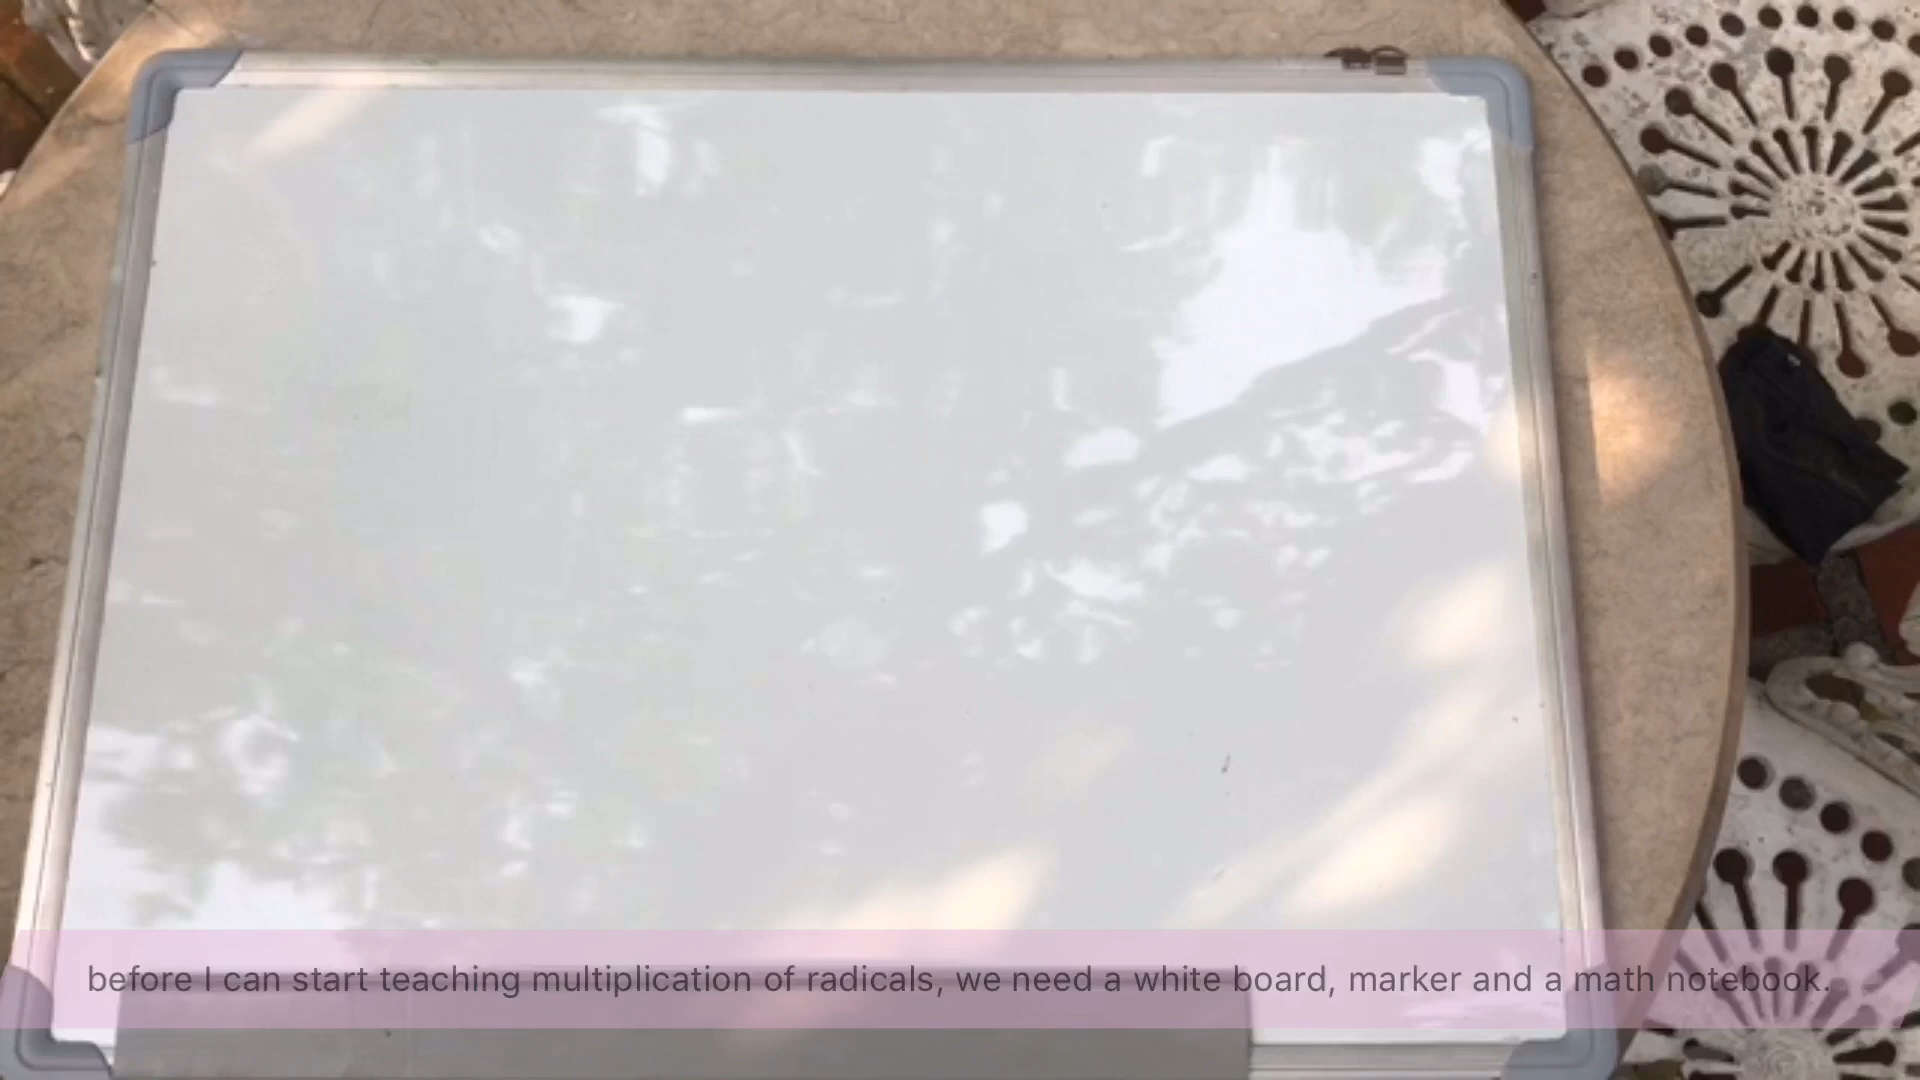 before I can start teaching multiplication of radicals, we need a white board, marker and a math notebook.